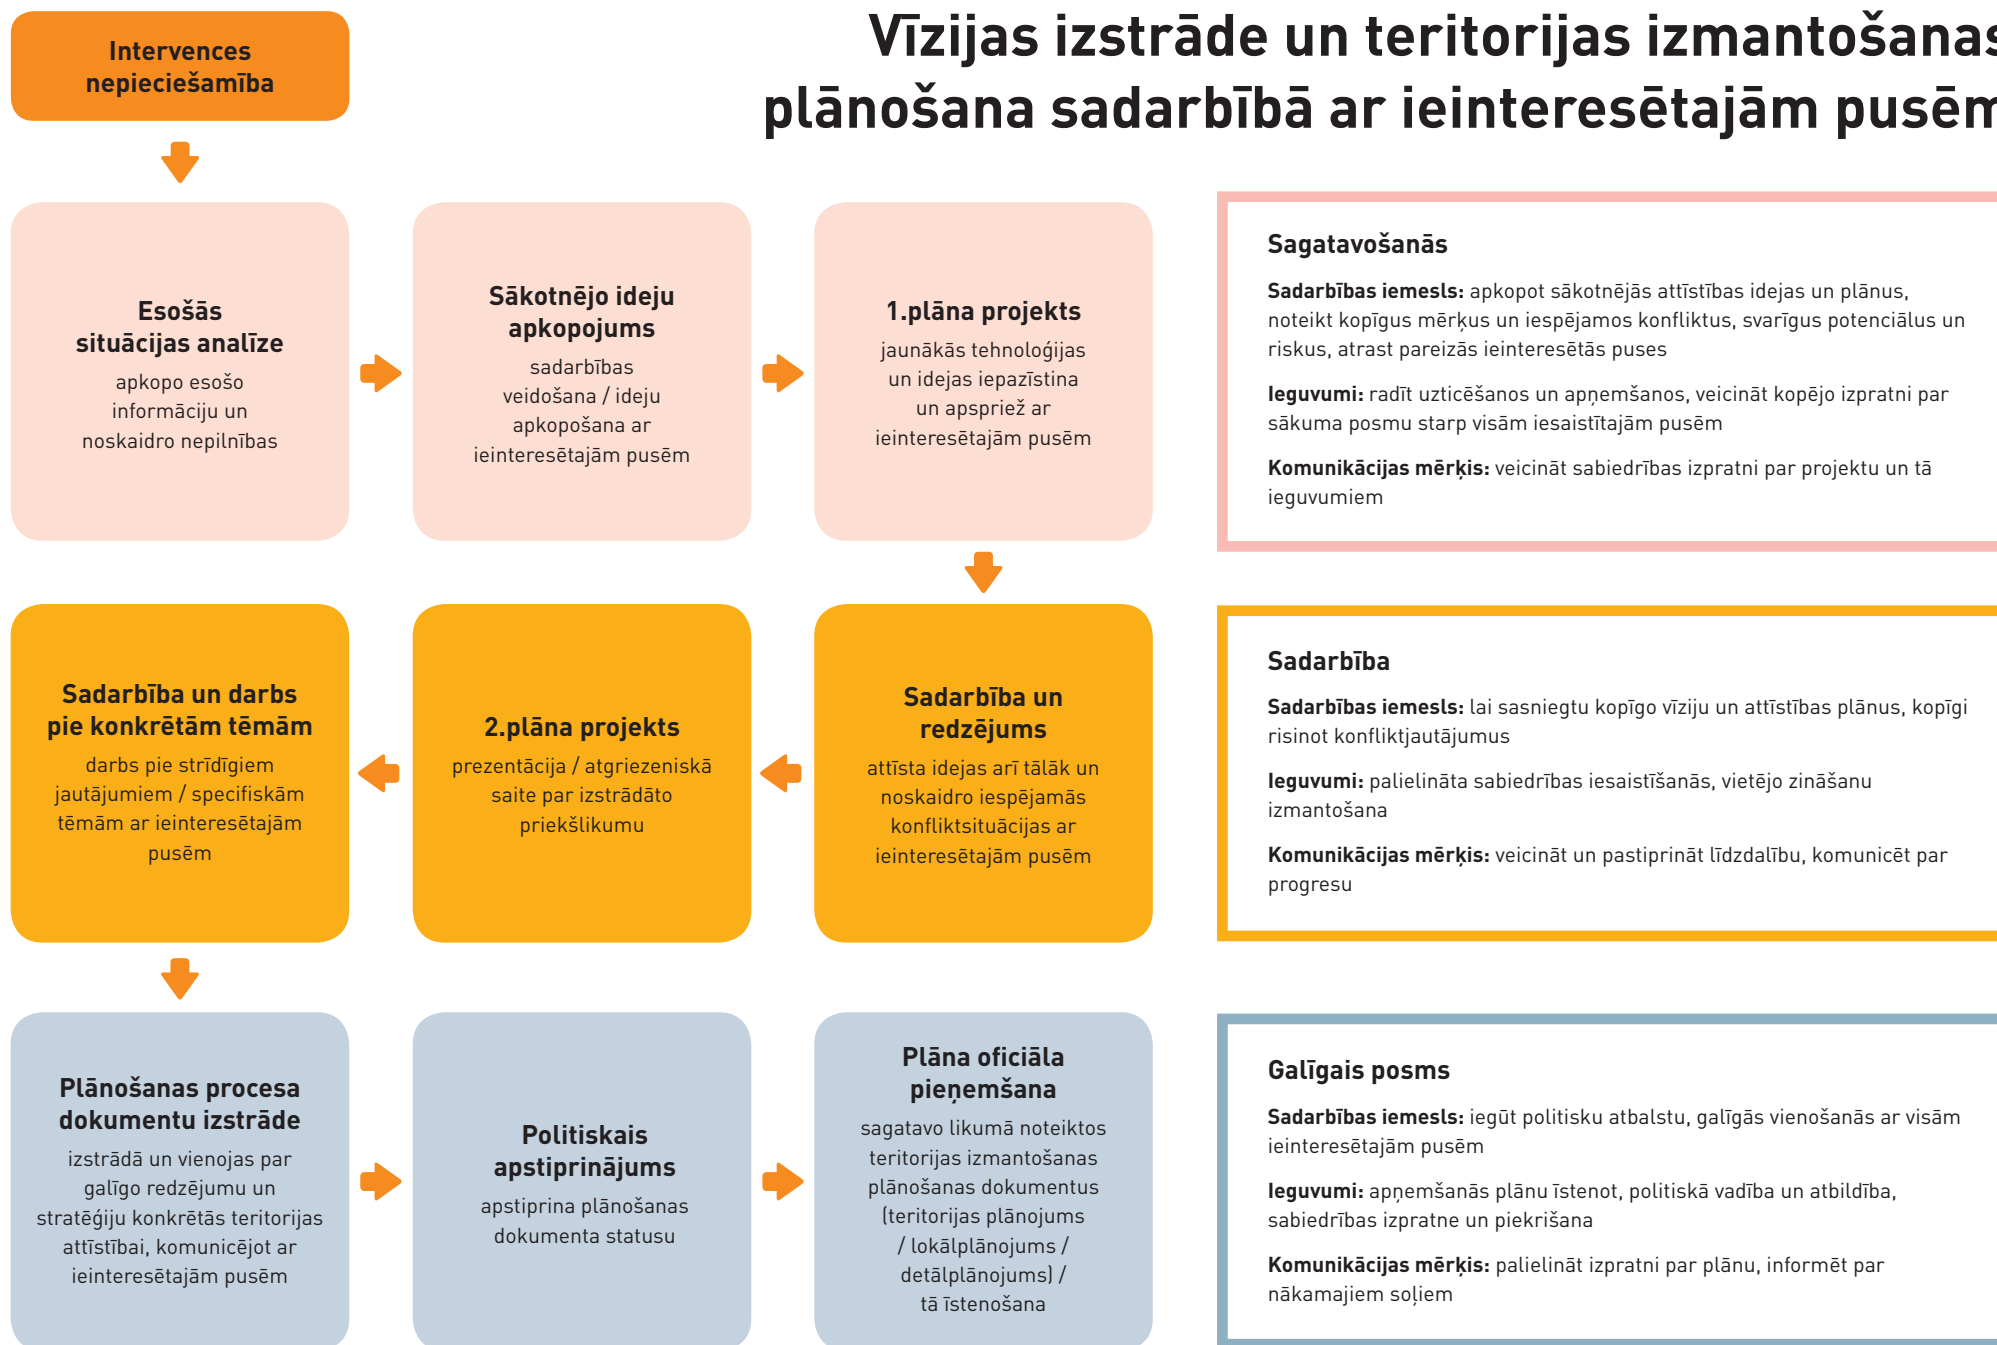 Intervences
nepieciešamība
Vīzijas izstrāde un teritorijas izmantošanas
plānošana sadarbībā ar ieinteresētajām pusēm
Esošās
situācijas analīze
apkopo esošo
informāciju un
noskaidro nepilnības
Sākotnējo ideju
apkopojums
sadarbības
veidošana / ideju
apkopošana ar
ieinteresētajām pusēm
1.plāna projekts
jaunākās tehnoloģijas
un idejas iepazīstina
un apspriež ar
ieinteresētajām pusēm
Sagatavošanās
Sadarbības iemesls: apkopot sākotnējās attīstības idejas un plānus,
noteikt kopīgus mērķus un iespējamos konfliktus, svarīgus potenciālus un
riskus, atrast pareizās ieinteresētās puses
Ieguvumi: radīt uzticēšanos un apņemšanos, veicināt kopējo izpratni par
sākuma posmu starp visām iesaistītajām pusēm
Komunikācijas mērķis: veicināt sabiedrības izpratni par projektu un tā
ieguvumiem
Sadarbība un darbs
pie konkrētām tēmām
darbs pie strīdīgiem
jautājumiem / specifiskām
tēmām ar ieinteresētajām
pusēm
2.plāna projekts
prezentācija / atgriezeniskā
saite par izstrādāto
priekšlikumu
Sadarbība un
redzējums
attīsta idejas arī tālāk un
noskaidro iespējamās
konfliktsituācijas ar
ieinteresētajām pusēm
Sadarbība
Sadarbības iemesls: lai sasniegtu kopīgo vīziju un attīstības plānus, kopīgi
risinot konfliktjautājumus
Ieguvumi: palielināta sabiedrības iesaistīšanās, vietējo zināšanu
izmantošana
Komunikācijas mērķis: veicināt un pastiprināt līdzdalību, komunicēt par
progresu
Plānošanas procesa
dokumentu izstrāde
izstrādā un vienojas par
galīgo redzējumu un
stratēģiju konkrētās teritorijas
attīstībai, komunicējot ar
ieinteresētajām pusēm
Politiskais
apstiprinājums
apstiprina plānošanas
dokumenta statusu
Plāna oficiāla
pieņemšana
sagatavo likumā noteiktos
teritorijas izmantošanas
plānošanas dokumentus
(teritorijas plānojums
/ lokālplānojums /
detālplānojums) /
tā īstenošana
Galīgais posms
Sadarbības iemesls: iegūt politisku atbalstu, galīgās vienošanās ar visām
ieinteresētajām pusēm
Ieguvumi: apņemšanās plānu īstenot, politiskā vadība un atbildība,
sabiedrības izpratne un piekrišana
Komunikācijas mērķis: palielināt izpratni par plānu, informēt par
nākamajiem soļiem